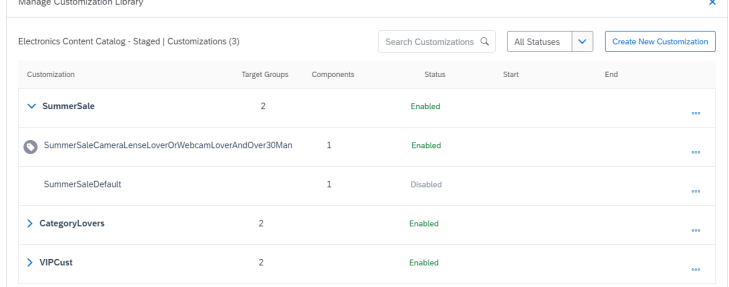 Manage Customization Library
Electronics Content Catalog - Staged | Customizations (3)
Search Customizations
All Statuses
Create New Customization
Customization Target Groups Components Status Start End
SummerSale 2 Enabled
SummerSaleCameraLenseLoverOrWebcamLoverAndOver30Man 1 Enabled
SummerSaleDefault 1 Disabled
CategoryLovers 2 Enabled
VIPCust 2 Enabled